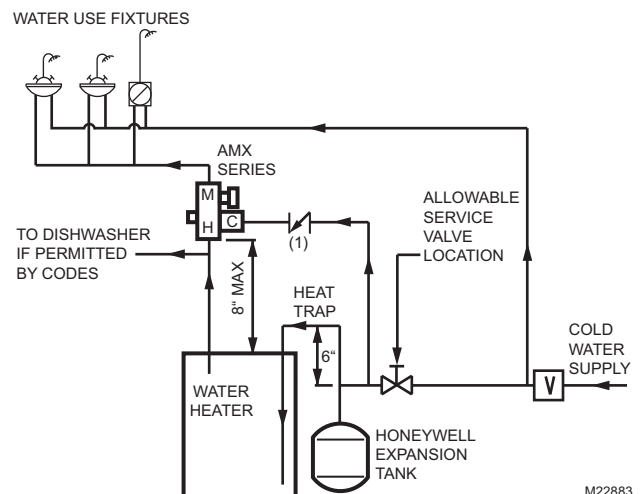 WATER USE FIXTURES
AMX
SERIES
M
H
C
(1)
ALLOWABLE
SERVICE
VALVE
LOCATION
TO DISHWASHER
IF PERMITTED
BY CODES
8“ MAX
HEAT
TRAP
6“
COLD
WATER
SUPPLY
V
WATER
HEATER
HONEYWELL
EXPANSION
TANK
M22883